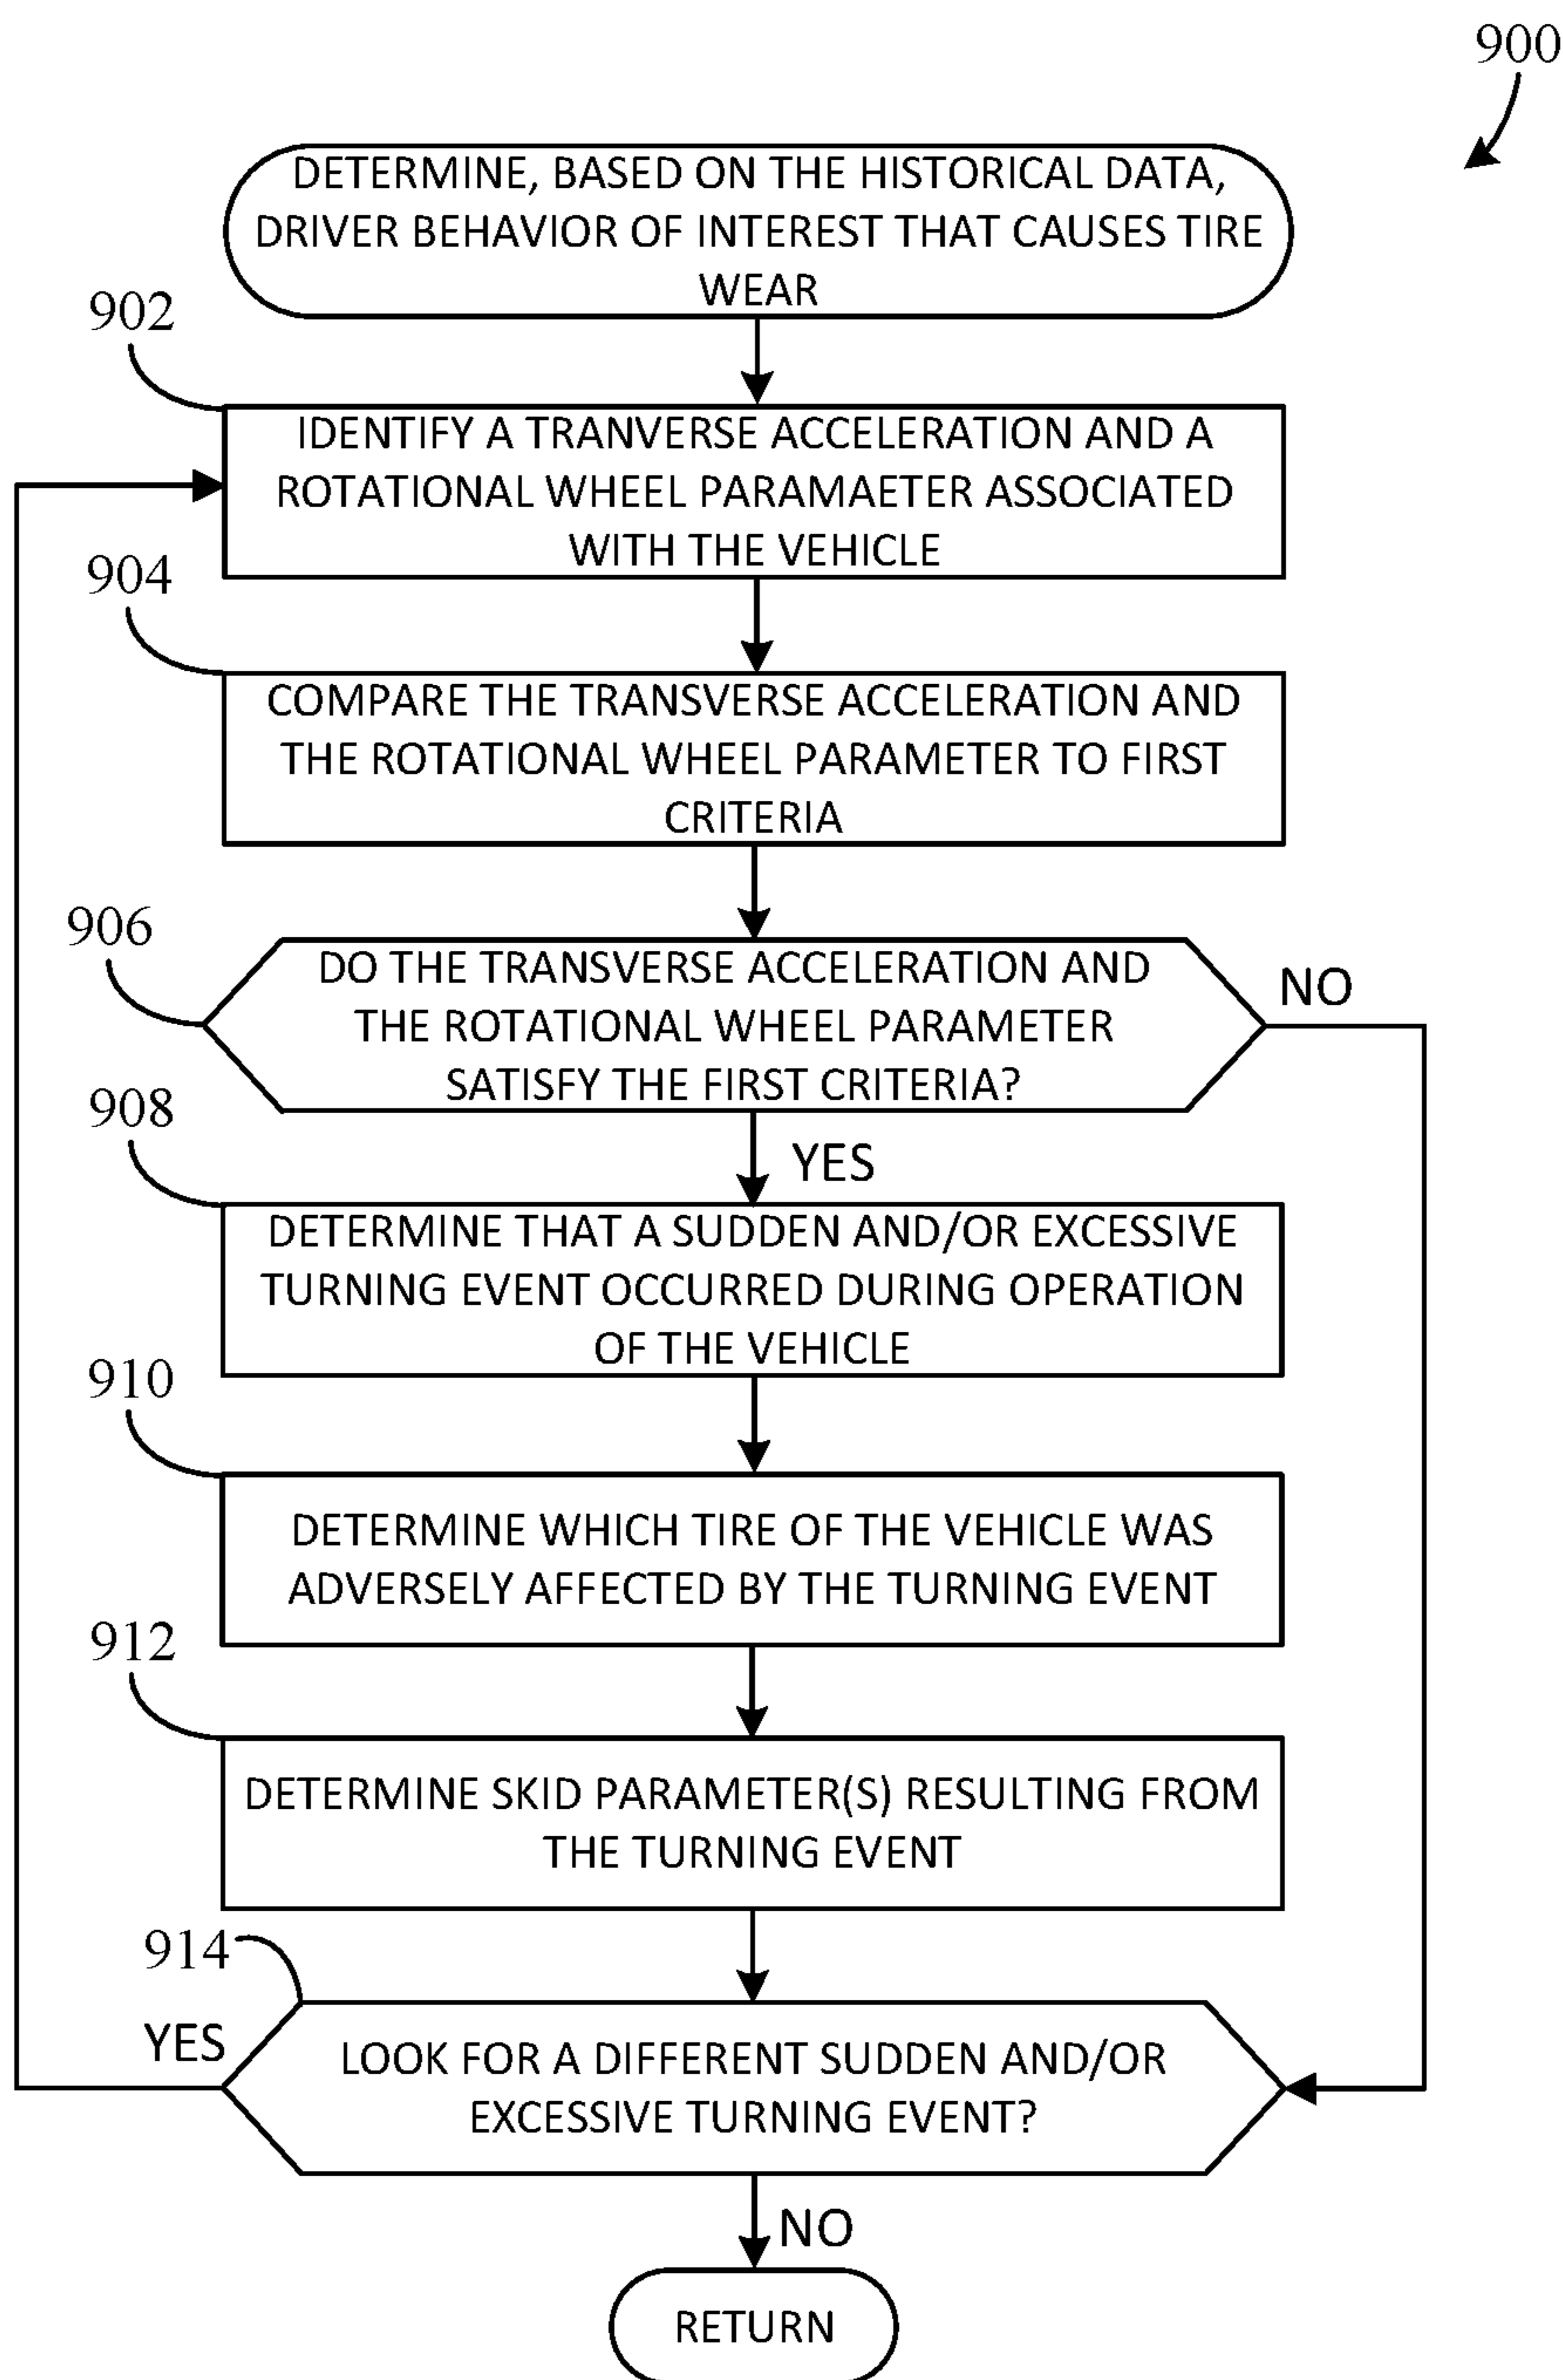 900
DETERMINE, BASED ON THE HISTORICAL DATA,
DRIVER BEHAVIOR OF INTEREST THAT CAUSES TIRE
WEAR
902
IDENTIFY A TRANVERSE ACCELERATION AND A
ROTATIONAL WHEEL PARAMAETER ASSOCIATED
WITH THE VEHICLE
904
COMPARE THE TRANSVERSE ACCELERATION AND
THE ROTATIONAL WHEEL PARAMETER TO FIRST
CRITERIA
906
DO THE TRANSVERSE ACCELERATION AND
THE ROTATIONAL WHEEL PARAMETER
SATISFY THE FIRST CRITERIA?
NO
YES
908
DETERMINE THAT A SUDDEN AND/OR EXCESSIVE
TURNING EVENT OCCURRED DURING OPERATION
OF THE VEHICLE
910
DETERMINE WHICH TIRE OF THE VEHICLE WAS
ADVERSELY AFFECTED BY THE TURNING EVENT
912
DETERMINE SKID PARAMETER(S) RESULTING FROM
THE TURNING EVENT
914
YES
LOOK FOR A DIFFERENT SUDDEN AND/OR
EXCESSIVE TURNING EVENT?
NO
RETURN